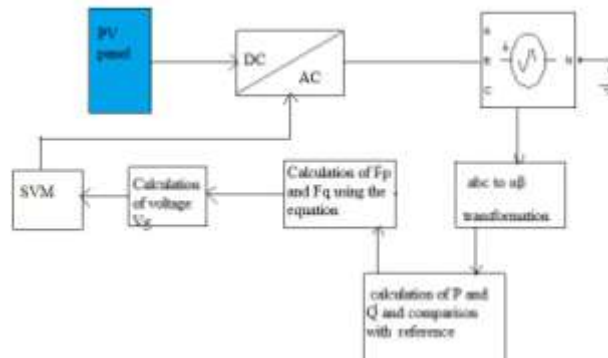 PV
panel
DC
AC
A
B
C
A
N
SVM
Calculation
of voltage
Vg
Calculation of Fp
and Fq using the
equation
abc to αβ
transformation
calculation of P and
Q and comparison
with reference